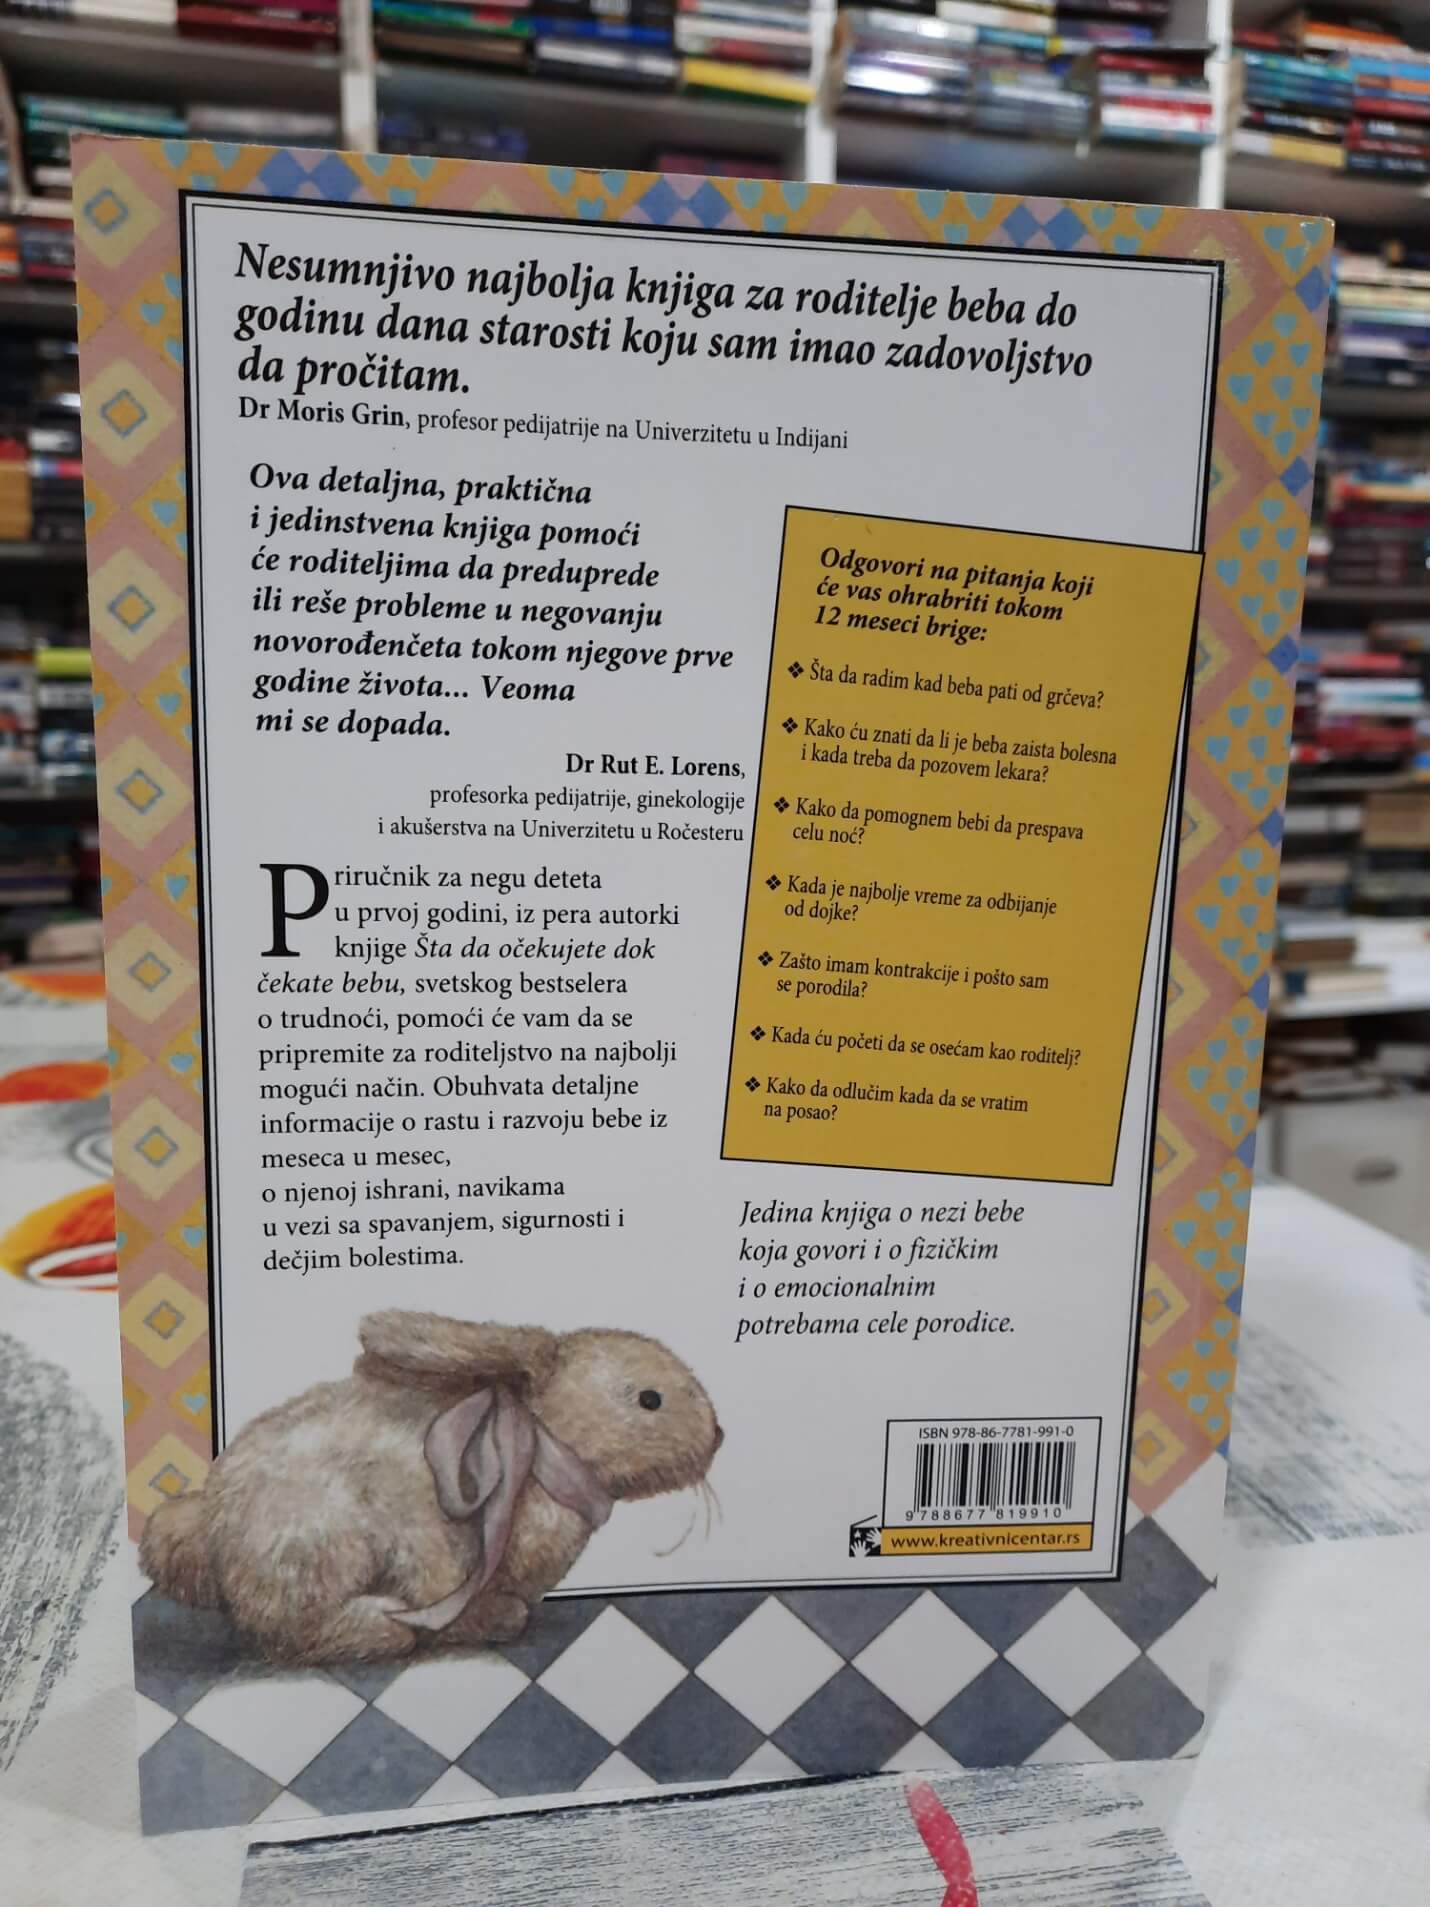 Nesumnjivo najbolja knjiga za roditelje beba do
godinu dana starosti koju sam imao zadovoljstvo
da pročitam.
Dr Moris Grin, profesor pedijatrije na Univerzitetu u Indijani
Ova detaljna, praktična
i jedinstvena knjiga pomoći
će roditeljima da preduprede
ili reše probleme u negovanju
novorođenčeta tokom njegove prve
godine života... Veoma
mi se dopada.
Dr Rut E. Lorens,
profesorka pedijatrije, ginekologije
i akušerstva na Univerzitetu u Ročesteru
Priručnik za negu deteta
u prvoj godini, iz pera autorki
knjige Šta da očekujete dok
čekate bebu, svetskog bestselera
o trudnoći, pomoći će vam da se
pripremite za roditeljstvo na najbolji
mogući način. Obuhvata detaljne
informacije o rastu i razvoju bebe iz
meseca u mesec,
o njenoj ishrani, navikama
u vezi sa spavanjem, sigurnosti i
dečjim bolestima.
Odgovori na pitanja koji
će vas ohrabriti tokom
12 meseci brige:
❖ Šta da radim kad beba pati od grčeva?
❖ Kako ću znati da li je beba zaista bolesna
i kada treba da pozovem lekara?
❖ Kako da pomognem bebi da prespava
celu noć?
❖ Kada je najbolje vreme za odbijanje
od dojke?
❖ Zašto imam kontrakcije i pošto sam
se porodila?
❖ Kada ću početi da se osećam kao roditelj?
❖ Kako da odlučim kada da se vratim
na posao?
Jedina knjiga o nezi bebe
koja govori i o fizičkim
i o emocionalnim
potrebama cele porodice.
ISBN 978-86-7781-991-0
9 788677 819910
www.kreativnicentar.rs